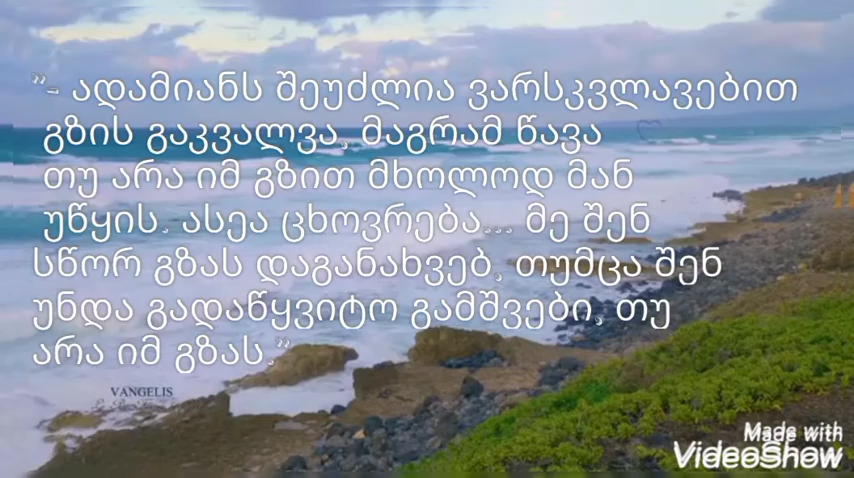 "- ადამიანს შეუძლია ვარსკვლავებით
გზის გაკვალვა, მაგრამ წავა
თუ არა იმ გზით მხოლოდ მან
უწყის. ასეა ცხოვრება... მე შენ
სწორ გზას დაგანახვებ, თუმცა შენ
უნდა გადაწყვიტო გამშვები, თუ
არა იმ გზას."
VANGELIS
Made with
VideoShow